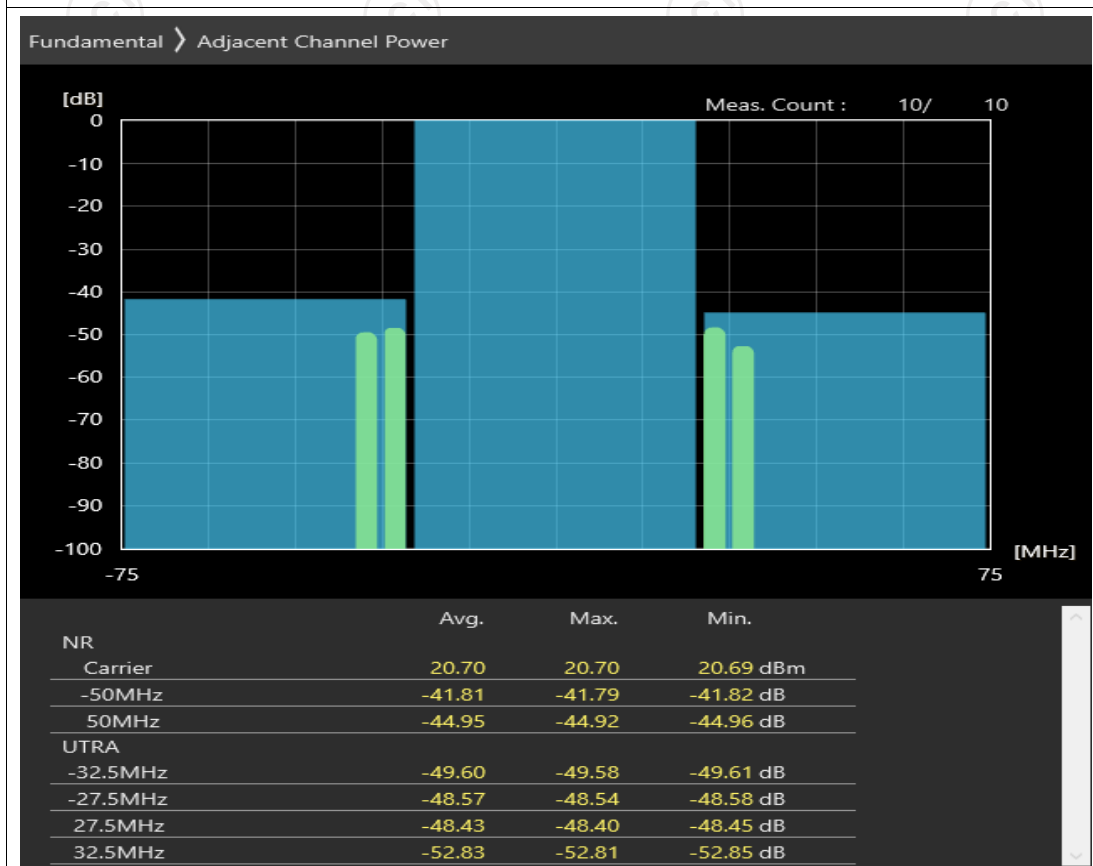 Fundamental 〉 Adjacent Channel Power
[dB]
Meas. Count : 10/ 10
0
-10
-20
-30
-40
-50
-60
-70
-80
-90
-100
[MHz]
-75 75
Avg. Max. Min.
NR
Carrier 20.70 20.70 20.69 dBm
-50MHz -41.81 -41.79 -41.82 dB
50MHz -44.95 -44.92 -44.96 dB
UTRA
-32.5MHz -49.60 -49.58 -49.61 dB
-27.5MHz -48.57 -48.54 -48.58 dB
27.5MHz -48.43 -48.40 -48.45 dB
32.5MHz -52.83 -52.81 -52.85 dB